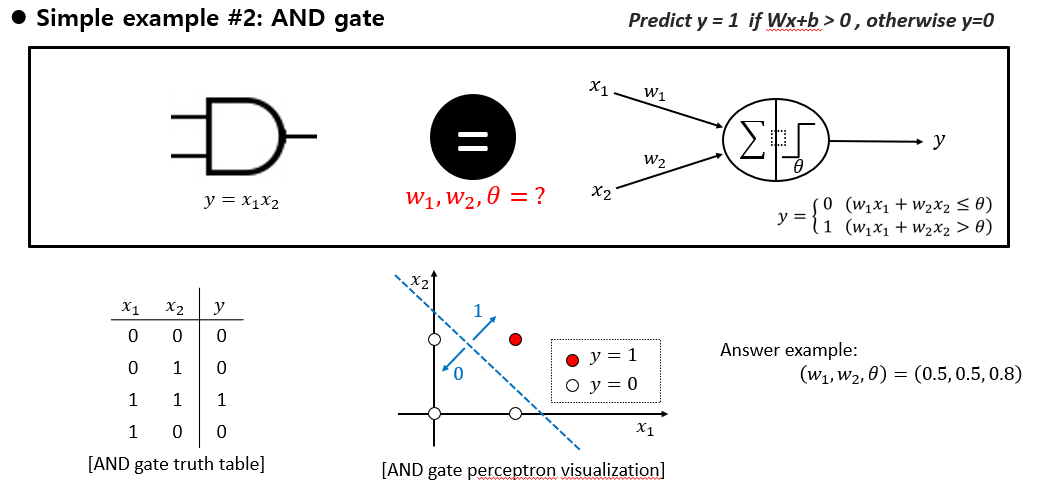 ● Simple example #2: AND gate
Predict y = 1 if Wx+b > 0 , otherwise y=0
x₁
w₁
w₂
x₂
∑
θ
y
y = x₁x₂
=
w₁, w₂, θ = ?
y = { 0 (w₁x₁ + w₂x₂ ≤ θ)
1 (w₁x₁ + w₂x₂ > θ)
x₁ x₂ y
0 0 0
0 1 0
1 1 1
1 0 0
[AND gate truth table]
x₂
1
0
x₁
y = 1
y = 0
[AND gate perceptron visualization]
Answer example:
(w₁, w₂, θ) = (0.5, 0.5, 0.8)